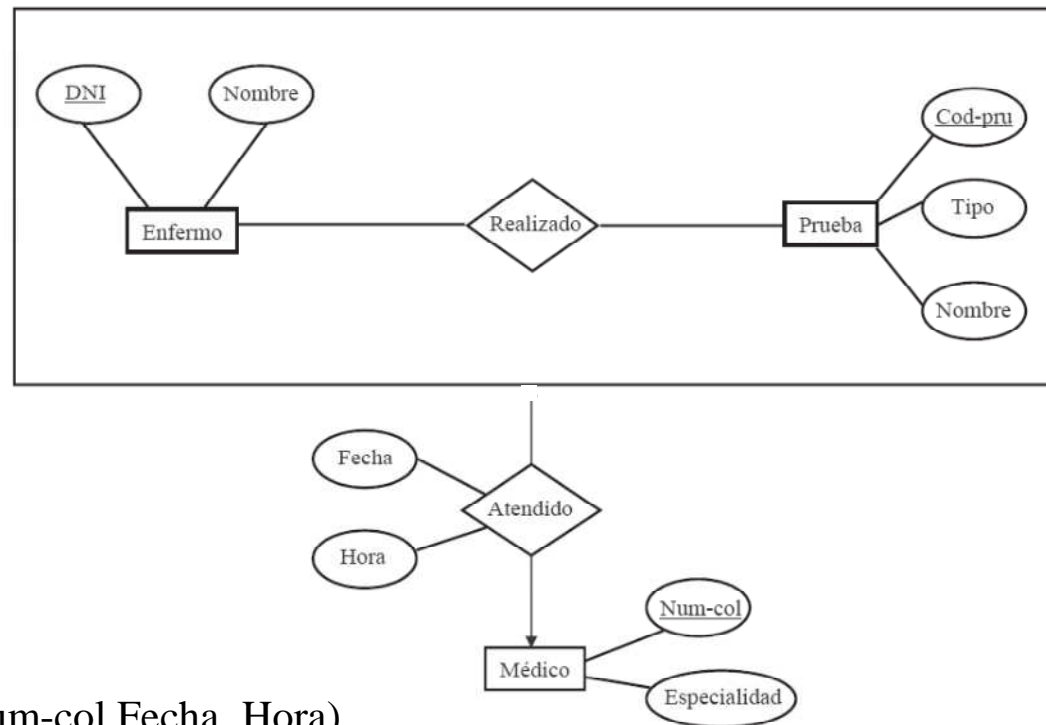 DNI
Nombre
Cod-pru
Tipo
Enfermo
Realizado
Prueba
Nombre
Fecha
Atendido
Hora
Num-col
Médico
Especialidad
um-col Fecha, Hora)